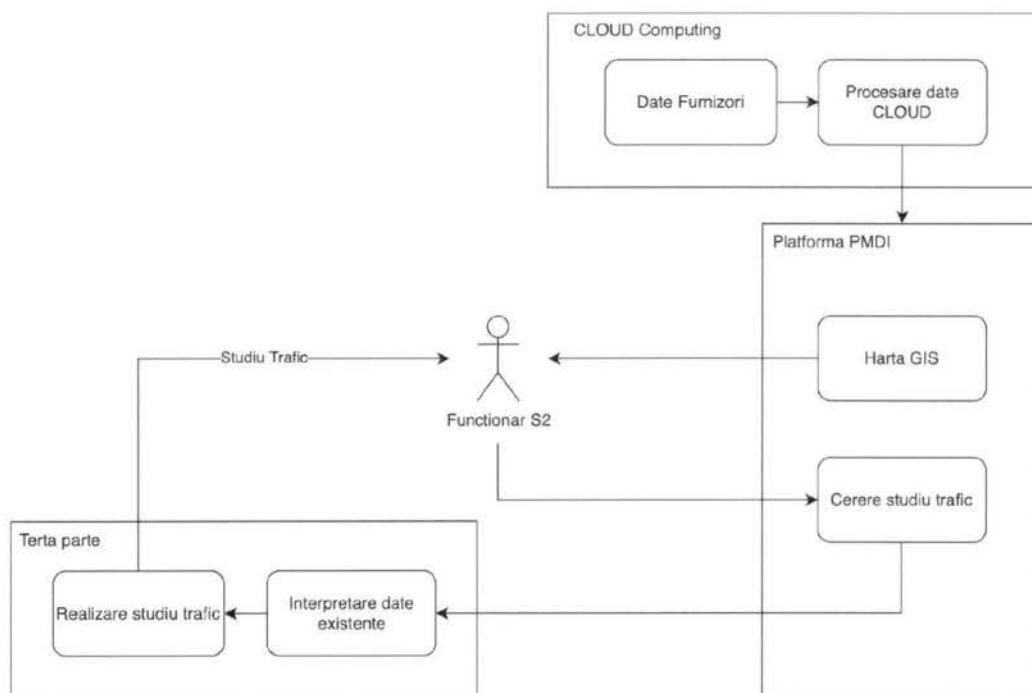 CLOUD Computing
Date Furnizori
Procesare date
CLOUD
Platforma PMDI
Harta GIS
Studiu Trafic
Functionar S2
Cerere studiu trafic
Terta parte
Realizare studiu trafic
Interpretare date
existente